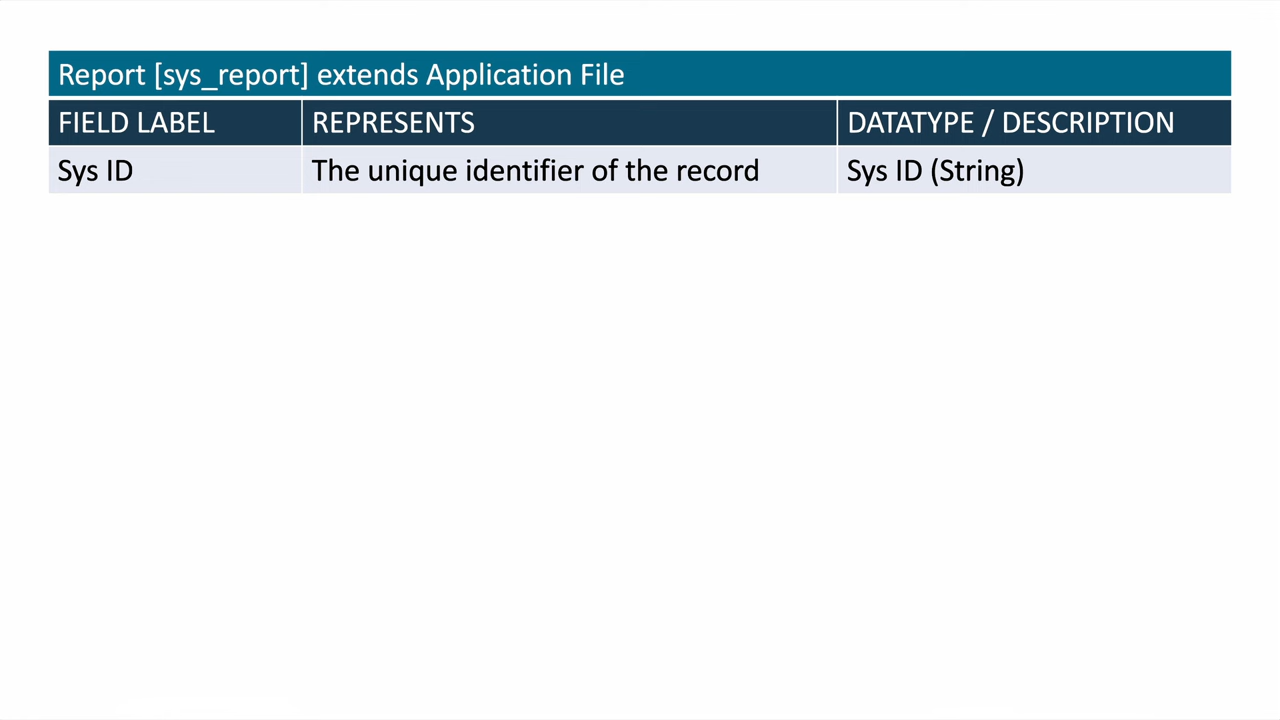 Report [sys_report] extends Application File
FIELD LABEL REPRESENTS DATATYPE / DESCRIPTION
Sys ID The unique identifier of the record Sys ID (String)